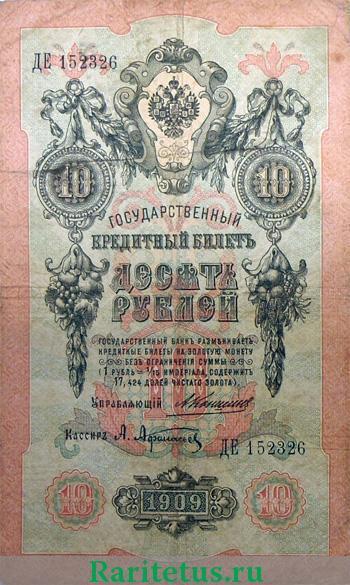 ДЕ 152326
10 10
ГОСУДАРСТВЕННЫЙ
КРЕДИТНЫЙ БИЛЕТЪ
ДЕСЯТЬ
РУБЛЕЙ
ГОСУДАРСТВЕННЫЙ БАНКЪ РАЗМѢНИВАЕТЪ
КРЕДИТНЫЕ БИЛЕТЫ НА ЗОЛОТУЮ МОНЕТУ
БЕЗЪ ОГРАНИЧЕНІЯ СУММЫ
(1 РУБЛЬ = 1/15 ИМПЕРІАЛА, СОДЕРЖИТЪ
17,424 ДОЛЕЙ ЧИСТАГО ЗОЛОТА).
Управляющій
Кассиръ А. Афанасьевъ
ДЕ 152326
10 1909 10
Raritetus.ru